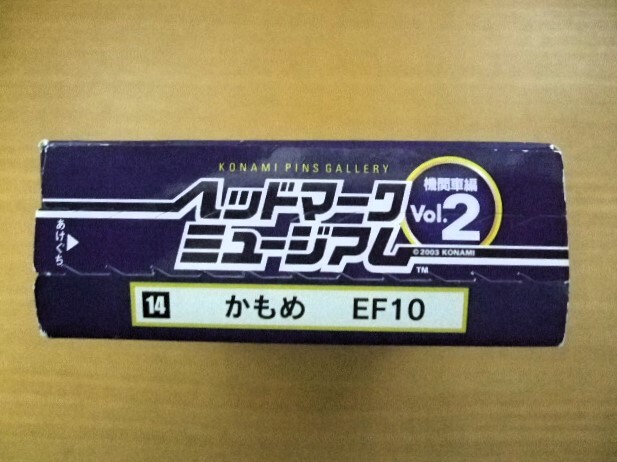 KONAMI PINS GALLERY
ヘッドマーク
ミュージアム
TM
機関車編
Vol.2
© 2003 KONAMI
あけぐち
14 かもめ EF10